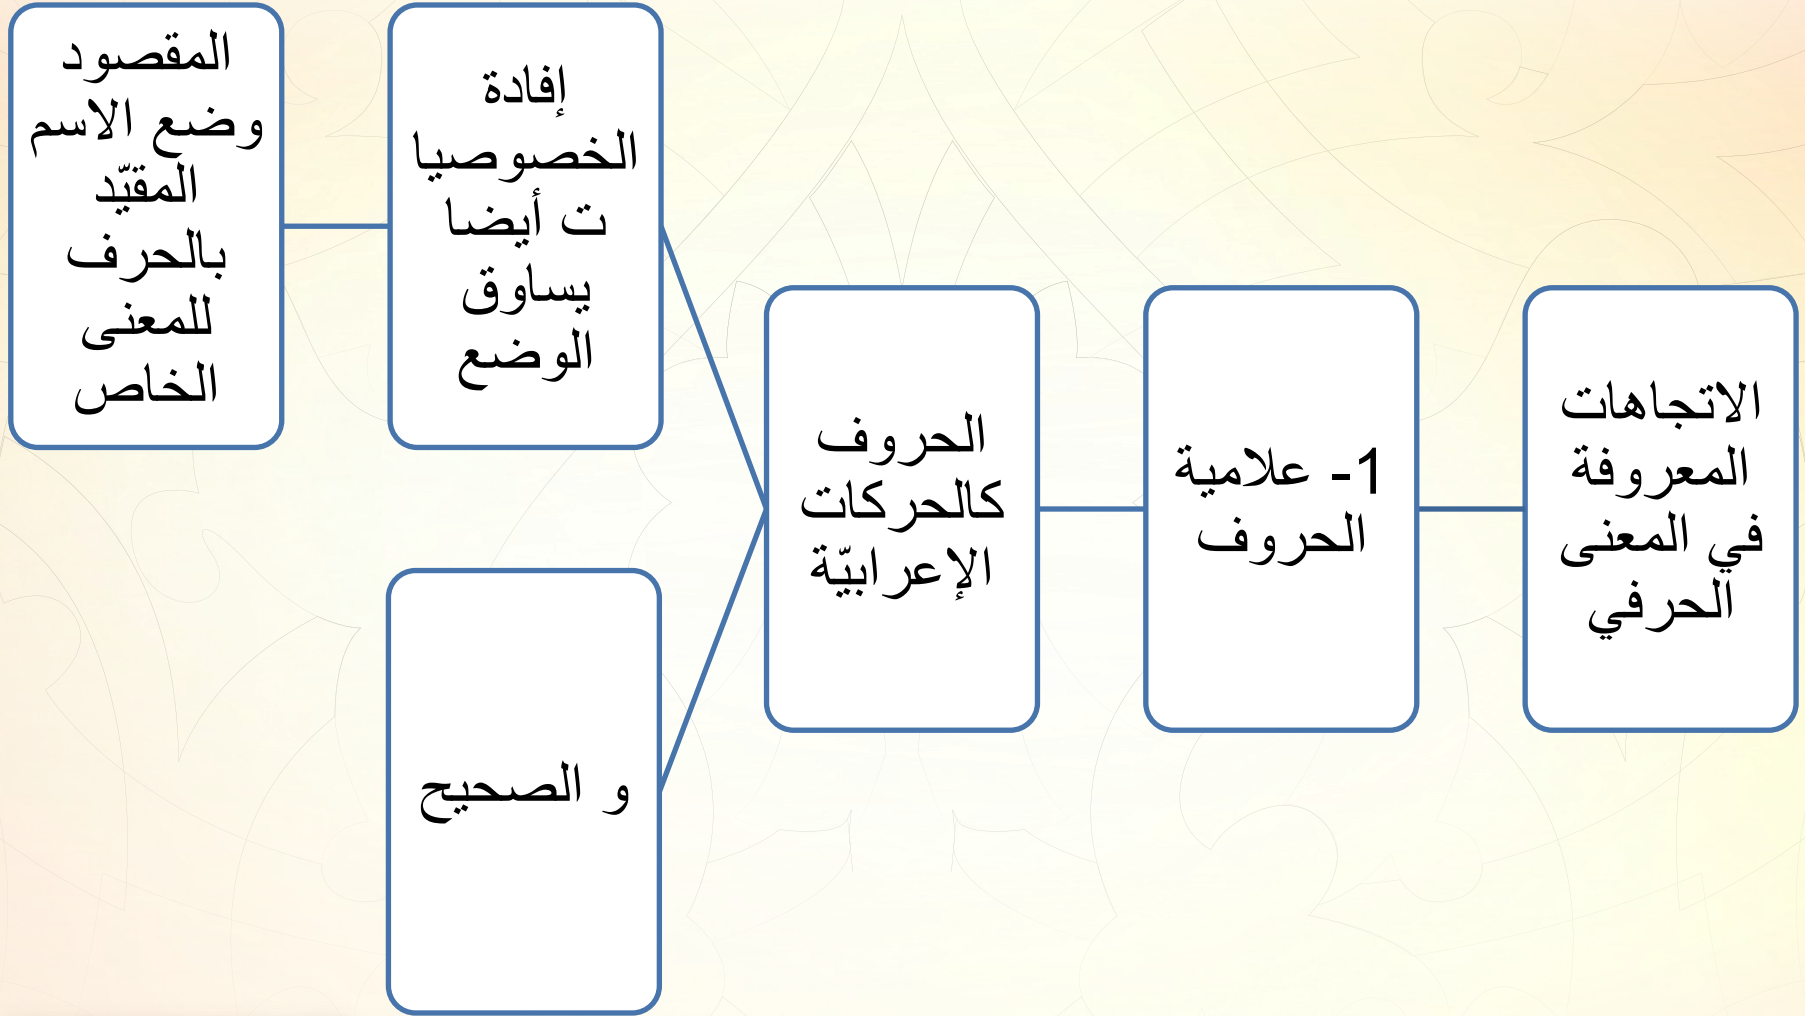 الاتجاهات
المعروفة
في المعنى
الحرفي
1- علامية
الحروف
الحروف
كالحركات
الإعرابيّة
إفادة
الخصوصيا
ت أيضا
يساوق
الوضع
المقصود
وضع الاسم
المقيّد
بالحرف
للمعنى
الخاص
و الصحيح